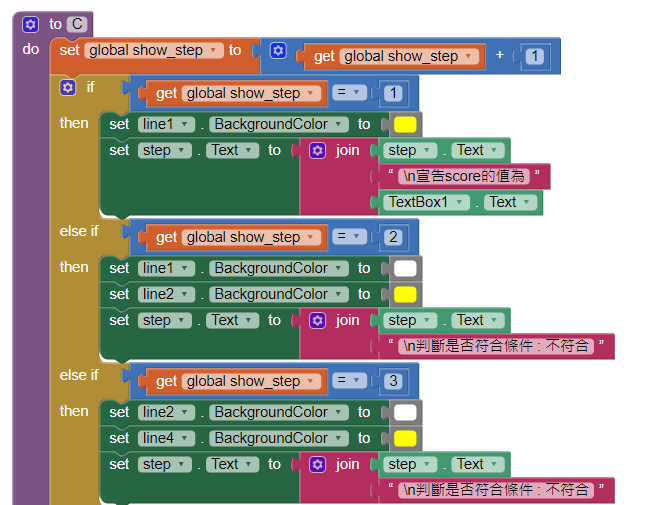 to C
do set global show_step to get global show_step + 1
if get global show_step = 1
then set line1 . BackgroundColor to
set step . Text to join step . Text
“ \n宣告score的值為 ”
TextBox1 . Text
else if get global show_step = 2
then set line1 . BackgroundColor to
set line2 . BackgroundColor to
set step . Text to join step . Text
“ \n判斷是否符合條件 : 不符合 ”
else if get global show_step = 3
then set line2 . BackgroundColor to
set line4 . BackgroundColor to
set step . Text to join step . Text
“ \n判斷是否符合條件 : 不符合 ”